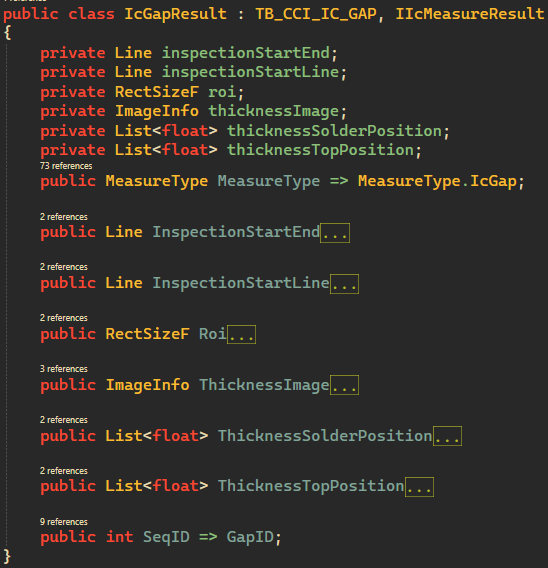 public class IcGapResult : TB_CCI_IC_GAP, IIcMeasureResult
{
private Line inspectionStartEnd;
private Line inspectionStartLine;
private RectSizeF roi;
private ImageInfo thicknessImage;
private List<float> thicknessSolderPosition;
private List<float> thicknessTopPosition;
73 references
public MeasureType MeasureType => MeasureType.IcGap;
2 references
public Line InspectionStartEnd...
2 references
public Line InspectionStartLine...
2 references
public RectSizeF Roi...
3 references
public ImageInfo ThicknessImage...
2 references
public List<float> ThicknessSolderPosition...
2 references
public List<float> ThicknessTopPosition...
9 references
public int SeqID => GapID;
}